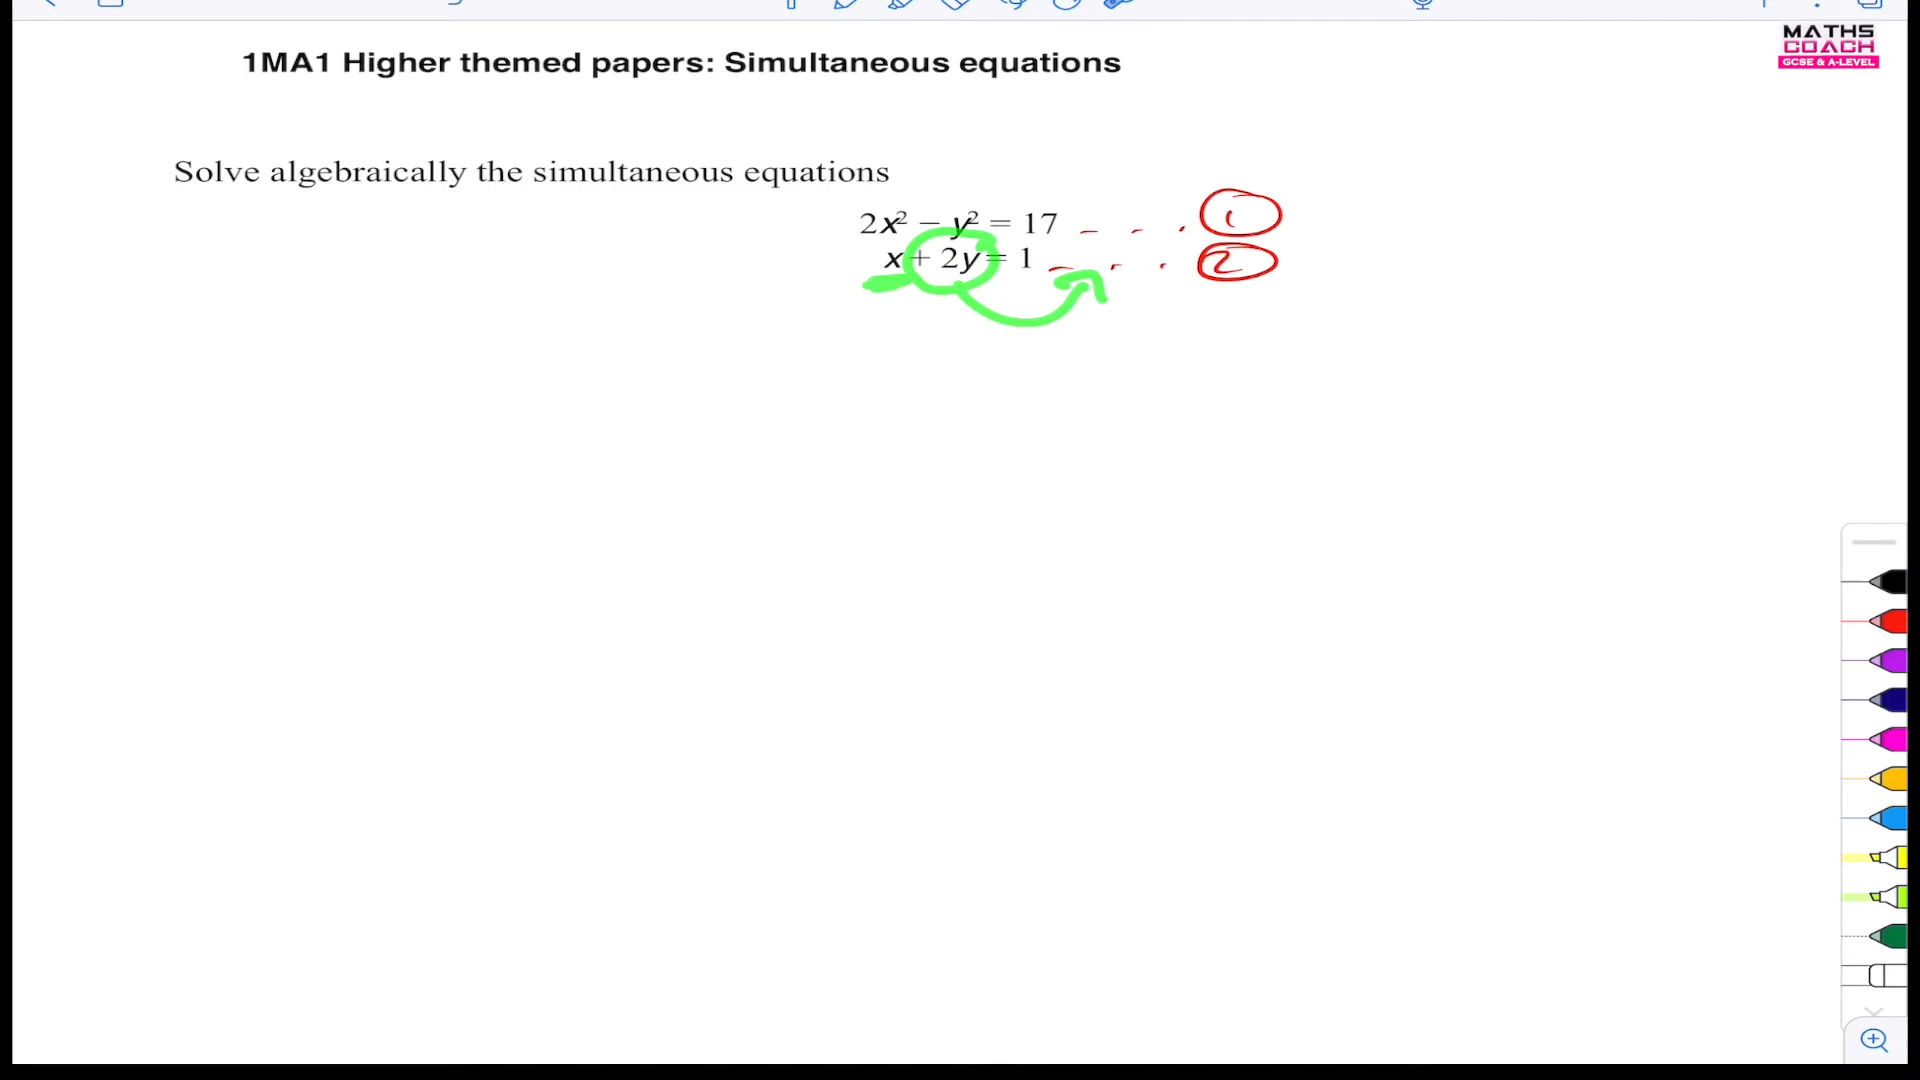 MATHS
COACH
GCSE & A-LEVEL
1MA1 Higher themed papers: Simultaneous equations
Solve algebraically the simultaneous equations
2x² − y² = 17 - - . 1
x + 2y = 1 - . . 2